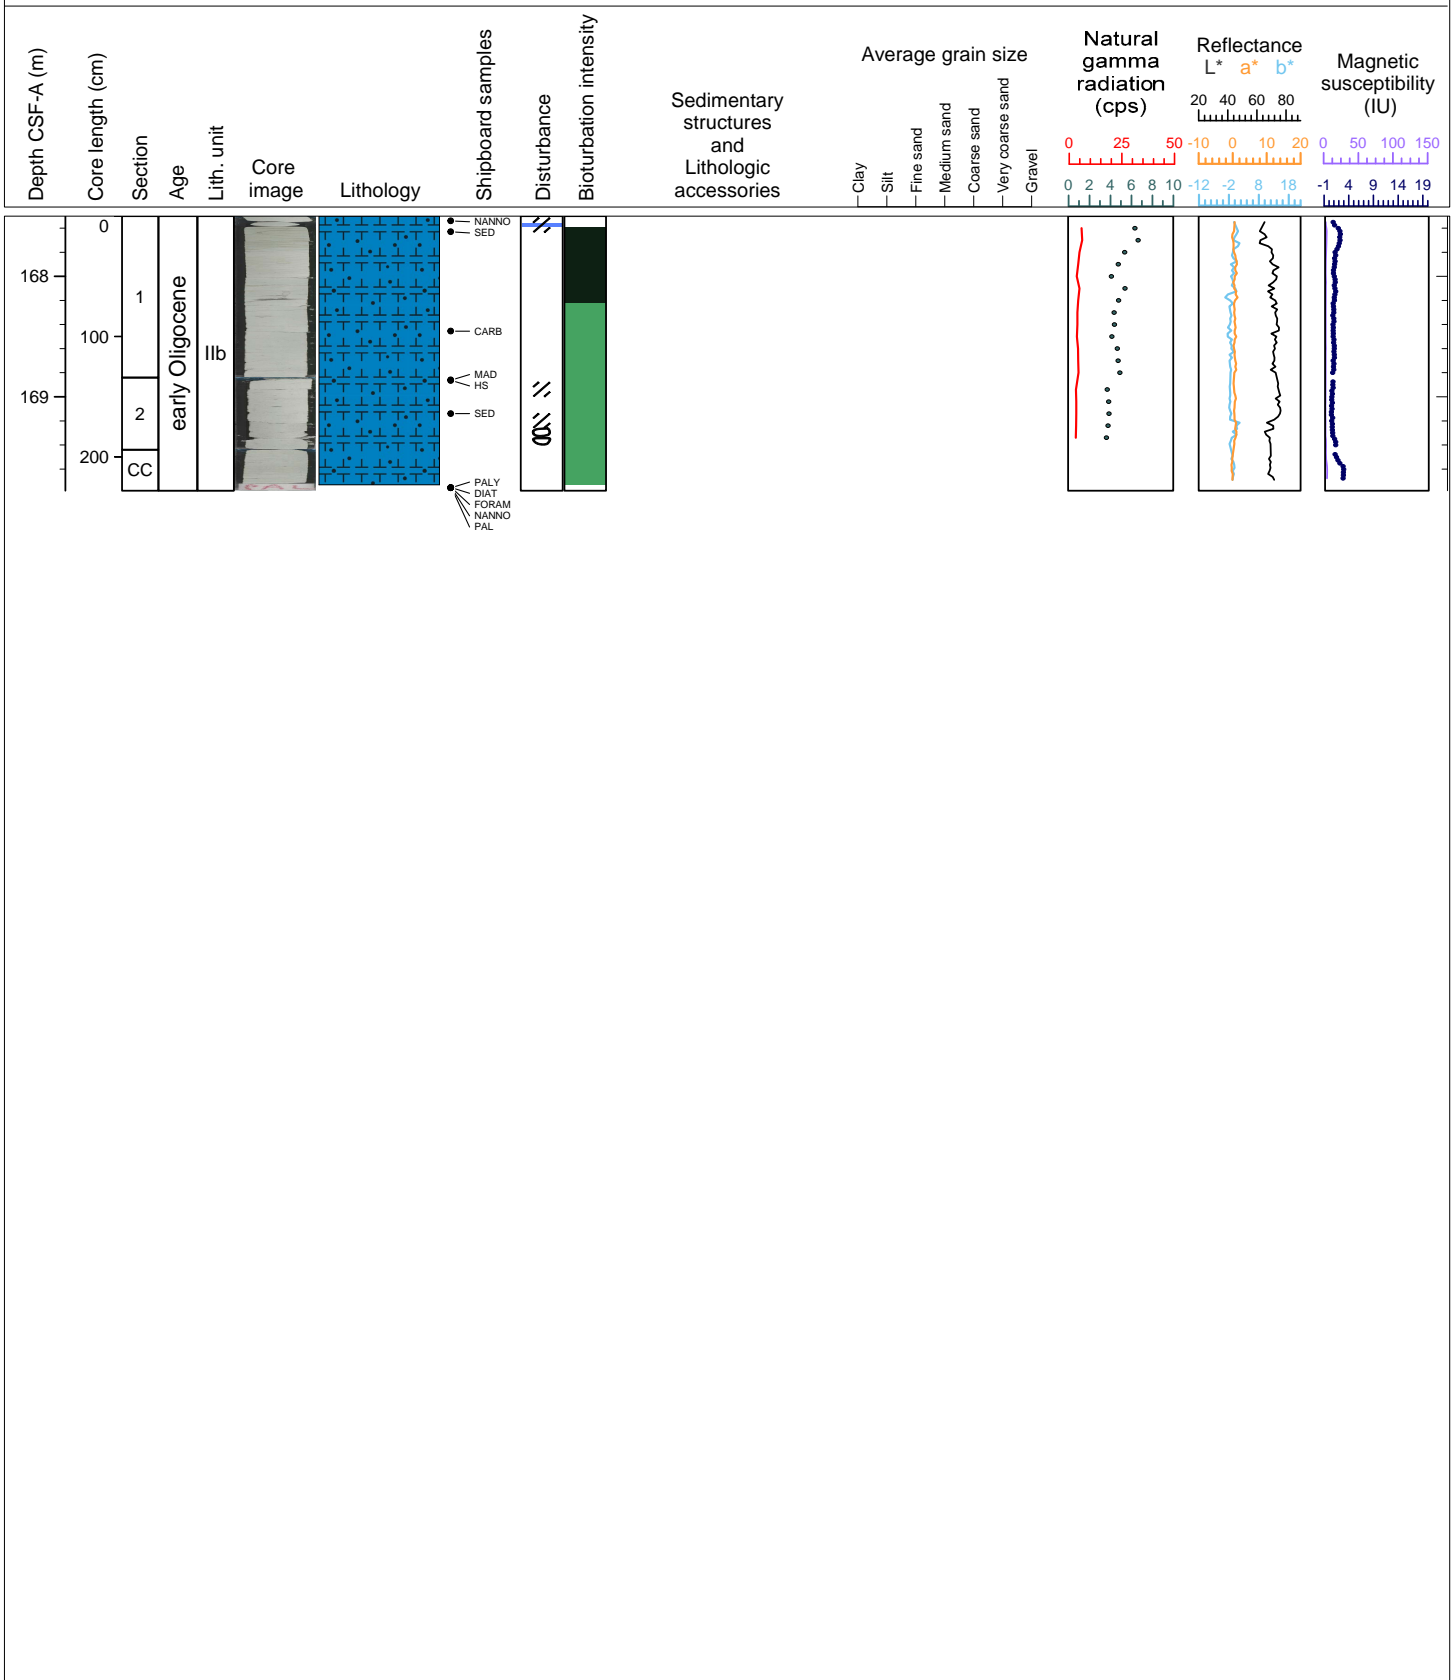 Depth CSF-A (m)
Core length (cm)
Section
Age
Lith. unit
Core
image
Lithology
Shipboard samples
Disturbance
Bioturbation intensity
Sedimentary
structures
and
Lithologic
accessories
Average grain size
Clay
Silt
Fine sand
Medium sand
Coarse sand
Very coarse sand
Gravel
Natural
gamma
radiation
(cps)
0 25 50
0 2 4 6 8 10
Reflectance
L* a* b*
20 40 60 80
-10 0 10 20
-12 -2 8 18
Magnetic
susceptibility
(IU)
0 50 100 150
-1 4 9 14 19
168
169
0
100
200
1
2
CC
early Oligocene
IIb
PAL
NANNO
SED
CARB
MAD
HS
SED
PALY
DIAT
FORAM
NANNO
PAL